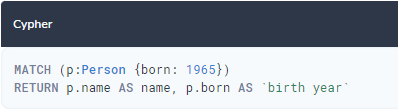 Cypher
MATCH (p:Person {born: 1965})
RETURN p.name AS name, p.born AS `birth year`